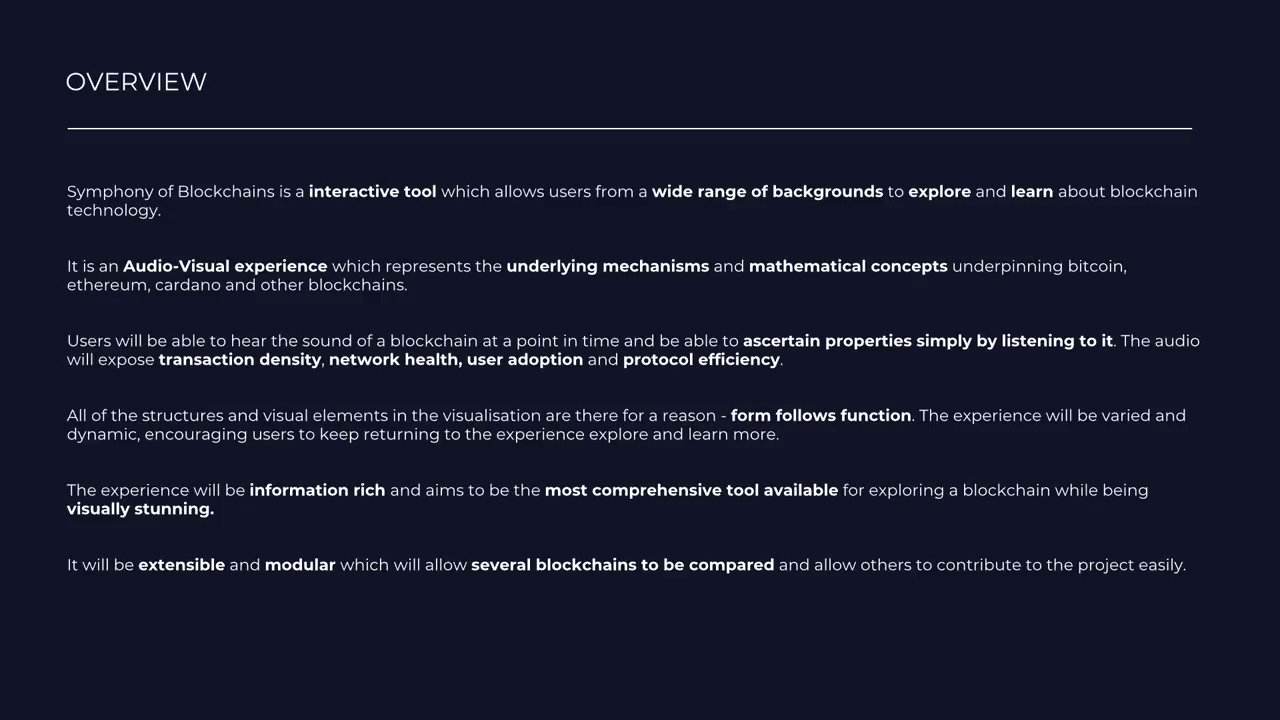 OVERVIEW
Symphony of Blockchains is a interactive tool which allows users from a wide range of backgrounds to explore and learn about blockchain
technology.
It is an Audio-Visual experience which represents the underlying mechanisms and mathematical concepts underpinning bitcoin,
ethereum, cardano and other blockchains.
Users will be able to hear the sound of a blockchain at a point in time and be able to ascertain properties simply by listening to it. The audio
will expose transaction density, network health, user adoption and protocol efficiency.
All of the structures and visual elements in the visualisation are there for a reason - form follows function. The experience will be varied and
dynamic, encouraging users to keep returning to the experience explore and learn more.
The experience will be information rich and aims to be the most comprehensive tool available for exploring a blockchain while being
visually stunning.
It will be extensible and modular which will allow several blockchains to be compared and allow others to contribute to the project easily.